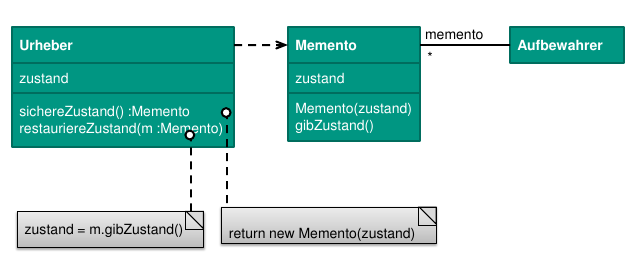 Urheber
zustand
sichereZustand() :Memento
restauriereZustand(m :Memento)
Memento
zustand
Memento(zustand)
gibZustand()
memento
*
Aufbewahrer
zustand = m.gibZustand()
return new Memento(zustand)